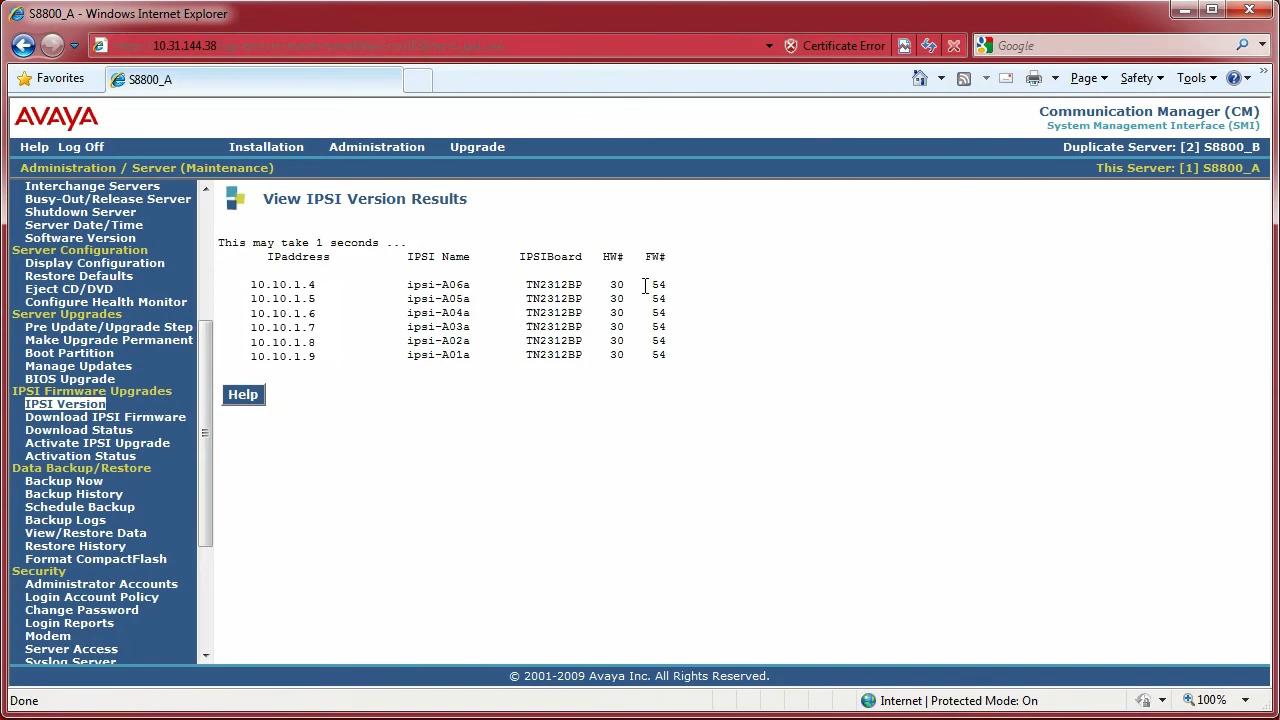 S8800_A - Windows Internet Explorer
10.31.144.38
Certificate Error
Google
Favorites
S8800_A
Page
Safety
Tools
AVAYA
Communication Manager (CM)
System Management Interface (SMI)
Help Log Off Installation Administration Upgrade Duplicate Server: [2] S8800_B
Administration / Server (Maintenance) This Server: [1] S8800_A
Interchange Servers
Busy-Out/Release Server
Shutdown Server
Server Date/Time
Software Version
Server Configuration
Display Configuration
Restore Defaults
Eject CD/DVD
Configure Health Monitor
Server Upgrades
Pre Update/Upgrade Step
Make Upgrade Permanent
Boot Partition
Manage Updates
BIOS Upgrade
IPSI Firmware Upgrades
IPSI Version
Download IPSI Firmware
Download Status
Activate IPSI Upgrade
Activation Status
Data Backup/Restore
Backup Now
Backup History
Schedule Backup
Backup Logs
View/Restore Data
Restore History
Format CompactFlash
Security
Administrator Accounts
Login Account Policy
Change Password
Login Reports
Modem
Server Access
Syslog Server
View IPSI Version Results
This may take 1 seconds ...
IPaddress IPSI Name IPSIBoard HW# FW#
10.10.1.4 ipsi-A06a TN2312BP 30 54
10.10.1.5 ipsi-A05a TN2312BP 30 54
10.10.1.6 ipsi-A04a TN2312BP 30 54
10.10.1.7 ipsi-A03a TN2312BP 30 54
10.10.1.8 ipsi-A02a TN2312BP 30 54
10.10.1.9 ipsi-A01a TN2312BP 30 54
Help
© 2001-2009 Avaya Inc. All Rights Reserved.
Done
Internet | Protected Mode: On
100%